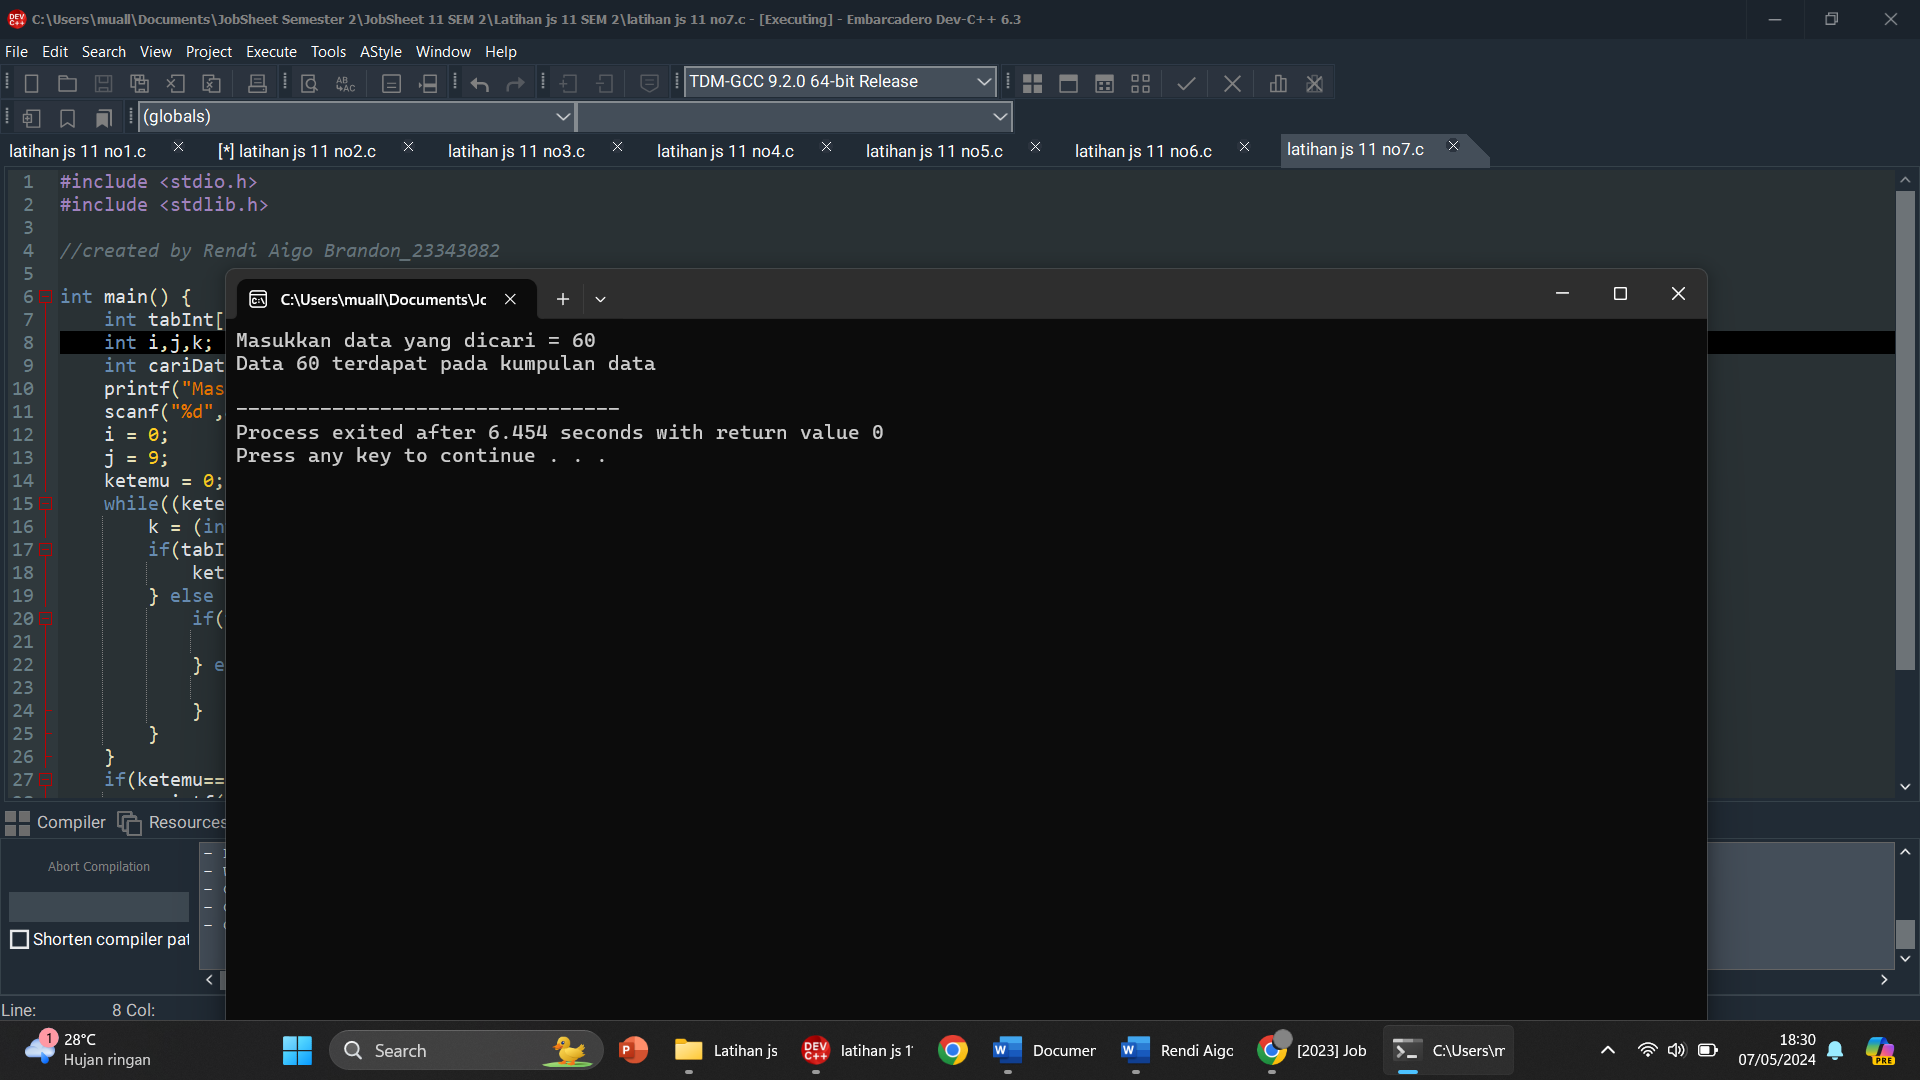 C:\Users\muall\Documents\JobSheet Semester 2\JobSheet 11 SEM 2\Latihan js 11 SEM 2\latihan js 11 no7.c - [Executing] - Embarcadero Dev-C++ 6.3
File Edit Search View Project Execute Tools AStyle Window Help
TDM-GCC 9.2.0 64-bit Release
(globals)
latihan js 11 no1.c [*] latihan js 11 no2.c latihan js 11 no3.c latihan js 11 no4.c latihan js 11 no5.c latihan js 11 no6.c latihan js 11 no7.c
1 #include <stdio.h>
2 #include <stdlib.h>
3
4 //created by Rendi Aigo Brandon_23343082
5
6 int main() {
7 int tabInt[
8 int i,j,k;
9 int cariDat
10 printf("Mas
11 scanf("%d",
12 i = 0;
13 j = 9;
14 ketemu = 0;
15 while((kete
16 k = (in
17 if(tabI
18 ket
19 } else
20 if(
21
22 } e
23
24 }
25 }
26 }
27 if(ketemu==
C:\Users\muall\Documents\Jc
Masukkan data yang dicari = 60
Data 60 terdapat pada kumpulan data
--------------------------------
Process exited after 6.454 seconds with return value 0
Press any key to continue . . .
Compiler Resources
Abort Compilation
Shorten compiler pat
Line: 8 Col:
1
28°C
Hujan ringan
Search
P
Latihan js
DEV C++
latihan js 1
W
Documer
W
Rendi Aigo
[2023] Job
C:\Users\m
18:30
07/05/2024
PRE